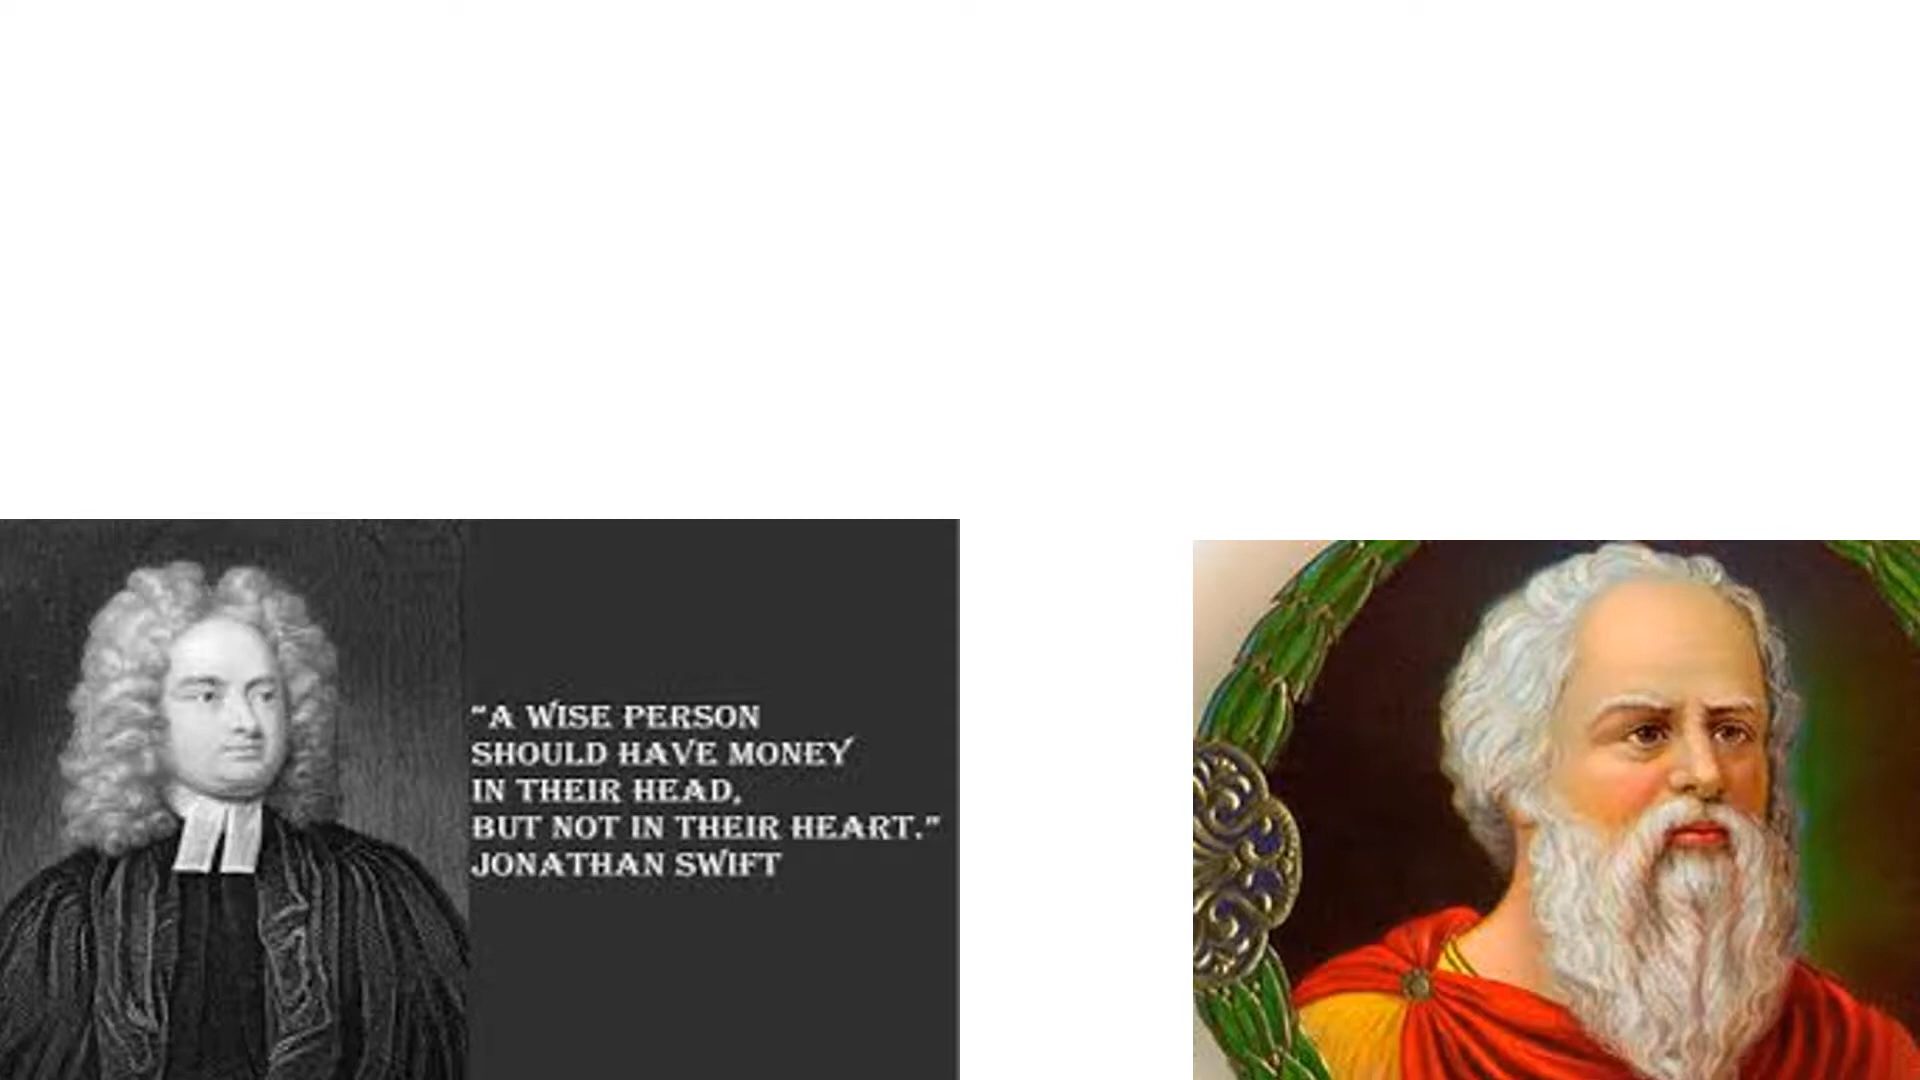 "A WISE PERSON
SHOULD HAVE MONEY
IN THEIR HEAD,
BUT NOT IN THEIR HEART."
JONATHAN SWIFT